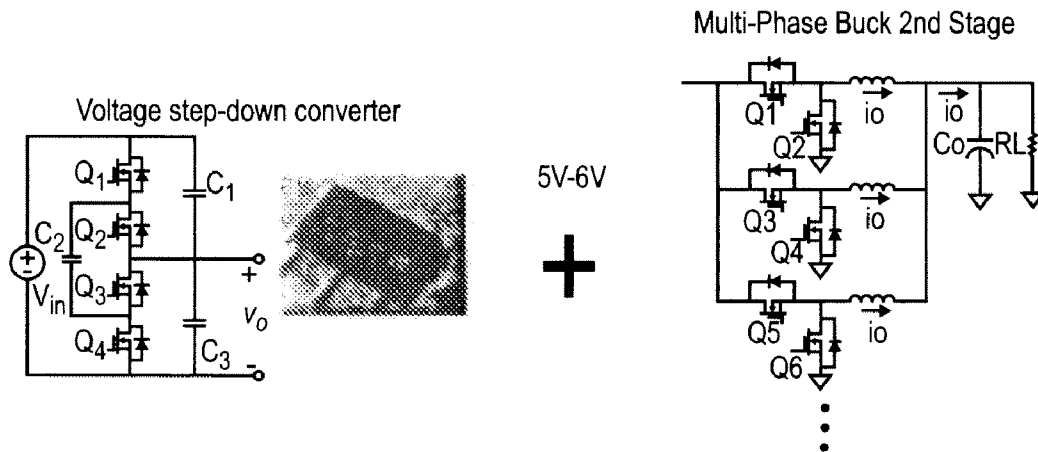 Multi-Phase Buck 2nd Stage
Voltage step-down converter
Q1
C1
Q2
C2
Q3
Vin
Q4
C3
+
vo
-
5V-6V
+
Q1
io
Q2
io
Co
RL
Q3
io
Q4
Q5
io
Q6